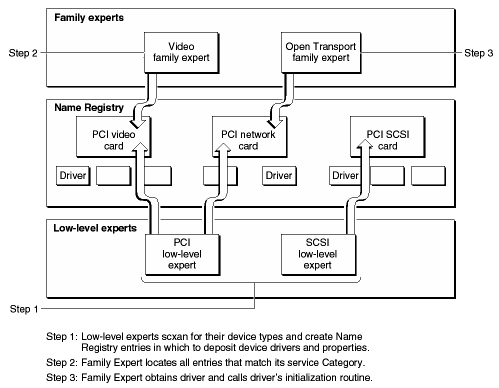 Family experts
Step 2
Video
family expert
Open Transport
family expert
Step 3
Name Registry
PCI video
card
PCI network
card
PCI SCSI
card
Driver
Driver
Driver
Low-level experts
PCI
low-level
expert
SCSI
low-level
expert
Step 1
Step 1: Low-level experts scxan for their device types and create Name
Registry entries in which to deposit device drivers and properties.
Step 2: Family Expert locates all entries that match its service Category.
Step 3: Family Expert obtains driver and calls driver's initialization routine.